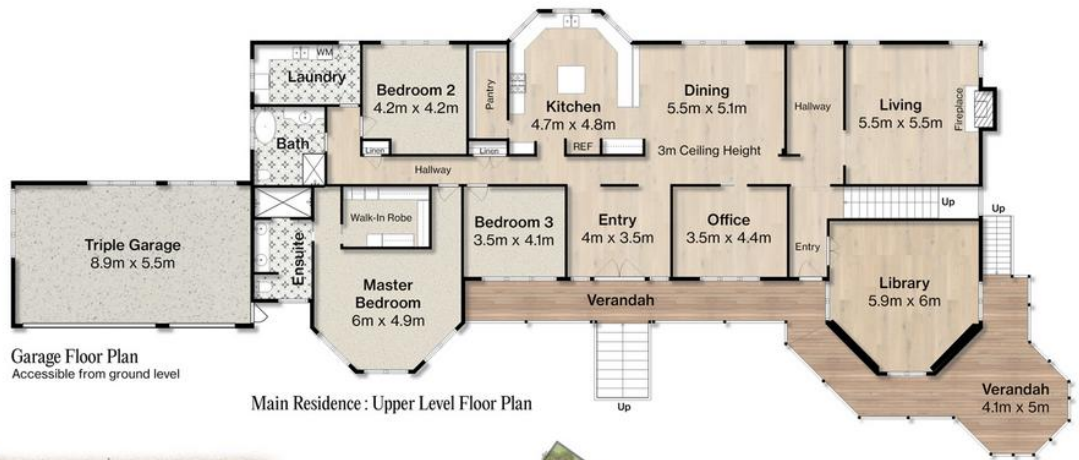 WM
Laundry
Bedroom 2
4.2m x 4.2m
Pantry
Kitchen
4.7m x 4.8m
REF
Dining
5.5m x 5.1m
3m Ceiling Height
Hallway
Living
5.5m x 5.5m
Fireplace
Bath
Linen
Linen
Hallway
Walk-In Robe
Bedroom 3
3.5m x 4.1m
Entry
4m x 3.5m
Office
3.5m x 4.4m
Entry
Up
Up
Triple Garage
8.9m x 5.5m
Ensuite
Master
Bedroom
6m x 4.9m
Verandah
Library
5.9m x 6m
Garage Floor Plan
Accessible from ground level
Main Residence : Upper Level Floor Plan
Up
Verandah
4.1m x 5m